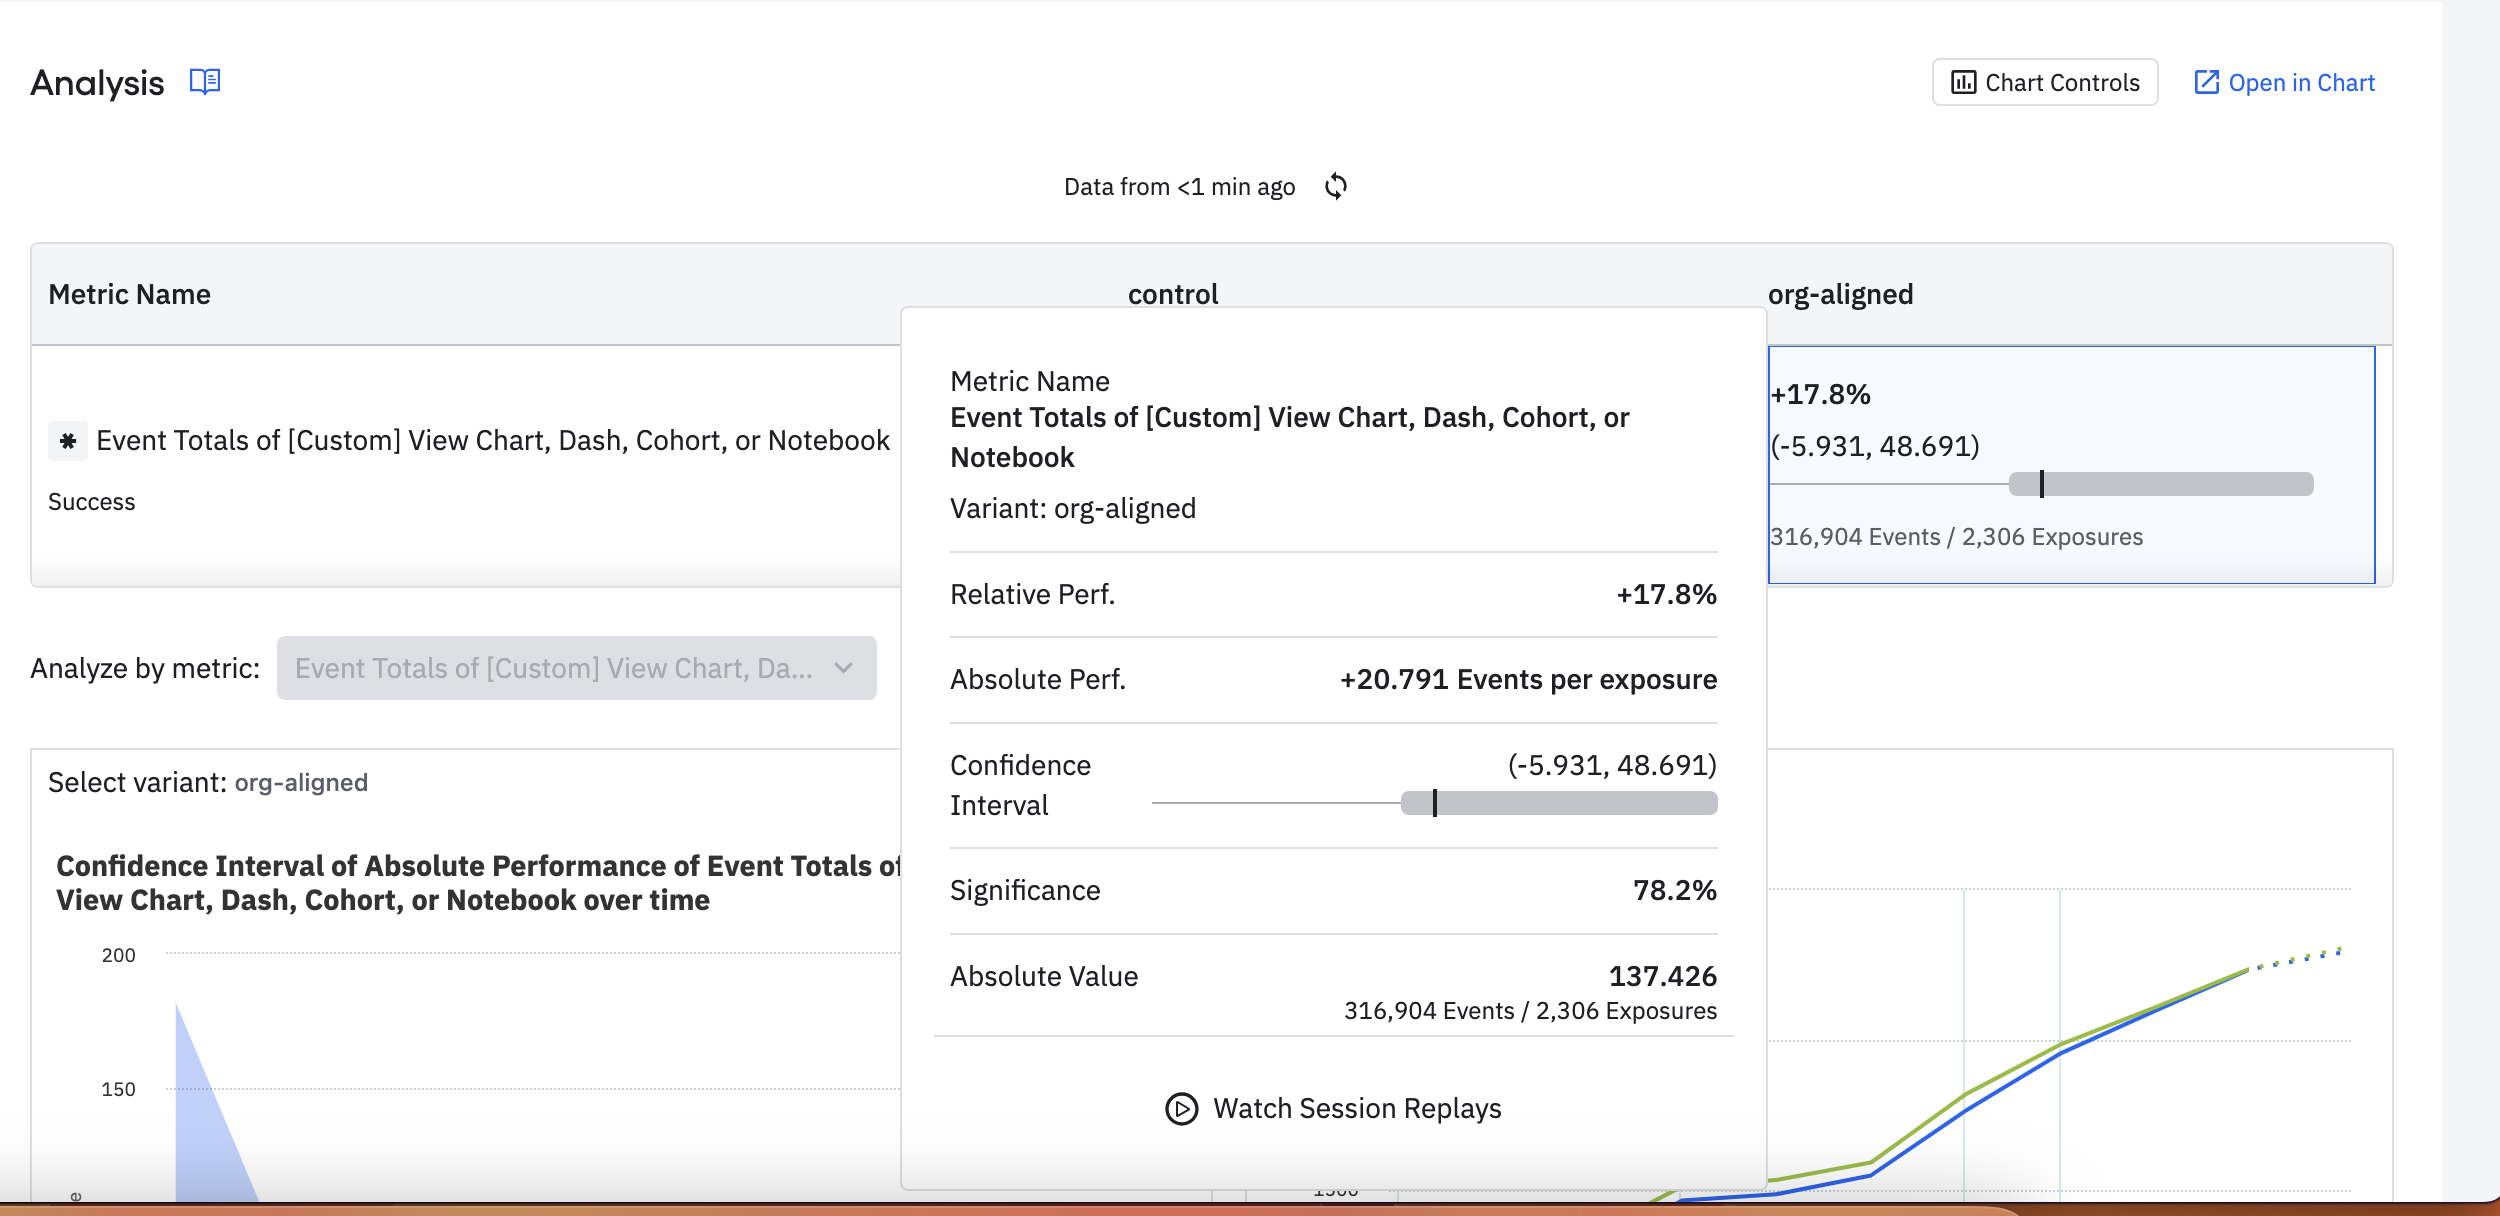 Analysis
Chart Controls
Open in Chart
Data from <1 min ago
Metric Name
control
org-aligned
Event Totals of [Custom] View Chart, Dash, Cohort, or Notebook
Success
+17.8%
(-5.931, 48.691)
316,904 Events / 2,306 Exposures
Metric Name
Event Totals of [Custom] View Chart, Dash, Cohort, or
Notebook
Variant: org-aligned
Relative Perf.
+17.8%
Absolute Perf.
+20.791 Events per exposure
Confidence
Interval
(-5.931, 48.691)
Significance
78.2%
Absolute Value
137.426
316,904 Events / 2,306 Exposures
Watch Session Replays
Analyze by metric:
Event Totals of [Custom] View Chart, Da...
Select variant: org-aligned
Confidence Interval of Absolute Performance of Event Totals of
View Chart, Dash, Cohort, or Notebook over time
200
150